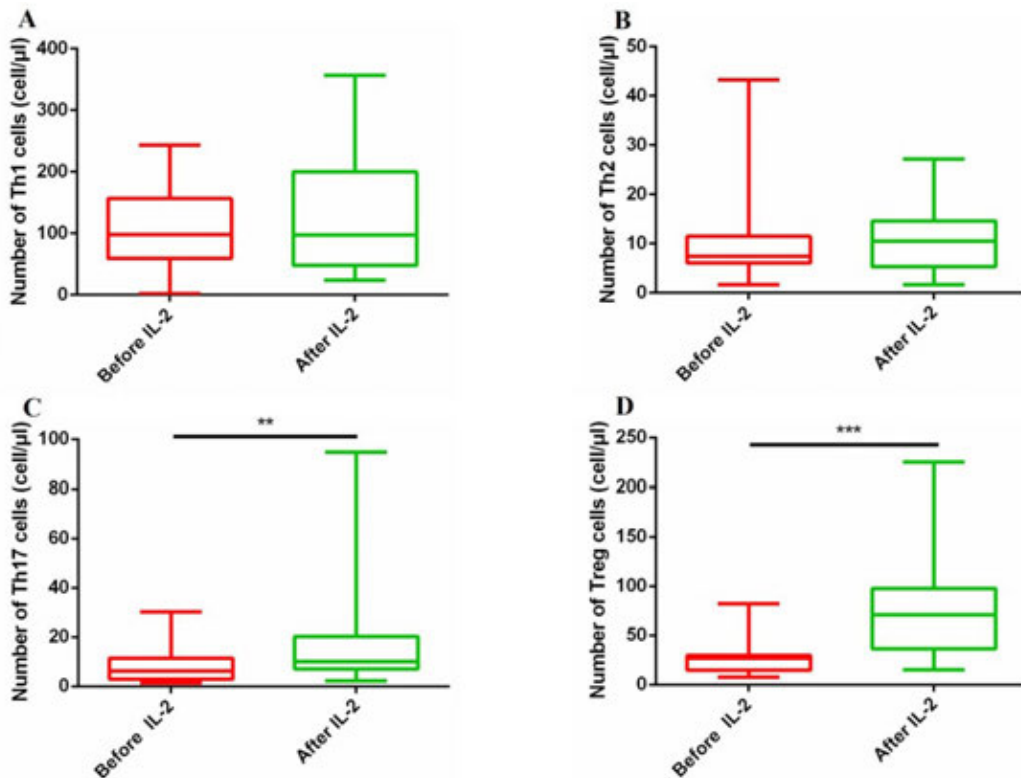 A
Number of Th1 cells (cell/µl)
400
300
200
100
0
Before IL-2
After IL-2
B
Number of Th2 cells (cell/µl)
50
40
30
20
10
0
Before IL-2
After IL-2
C
**
Number of Th17 cells (cell/µl)
100
80
60
40
20
0
Before IL-2
After IL-2
D
***
Number of Treg cells (cell/µl)
250
200
150
100
50
0
Before IL-2
After IL-2